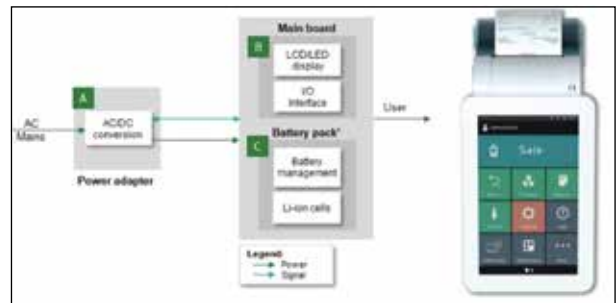 Main board
B
LCD/LED
display
I/O
Interface
User
A
AC
Mains
AC/DC
conversion
Power adapter
Battery pack*
C
Battery
management
Li-ion cells
Legend:
Power
Signal
Sale